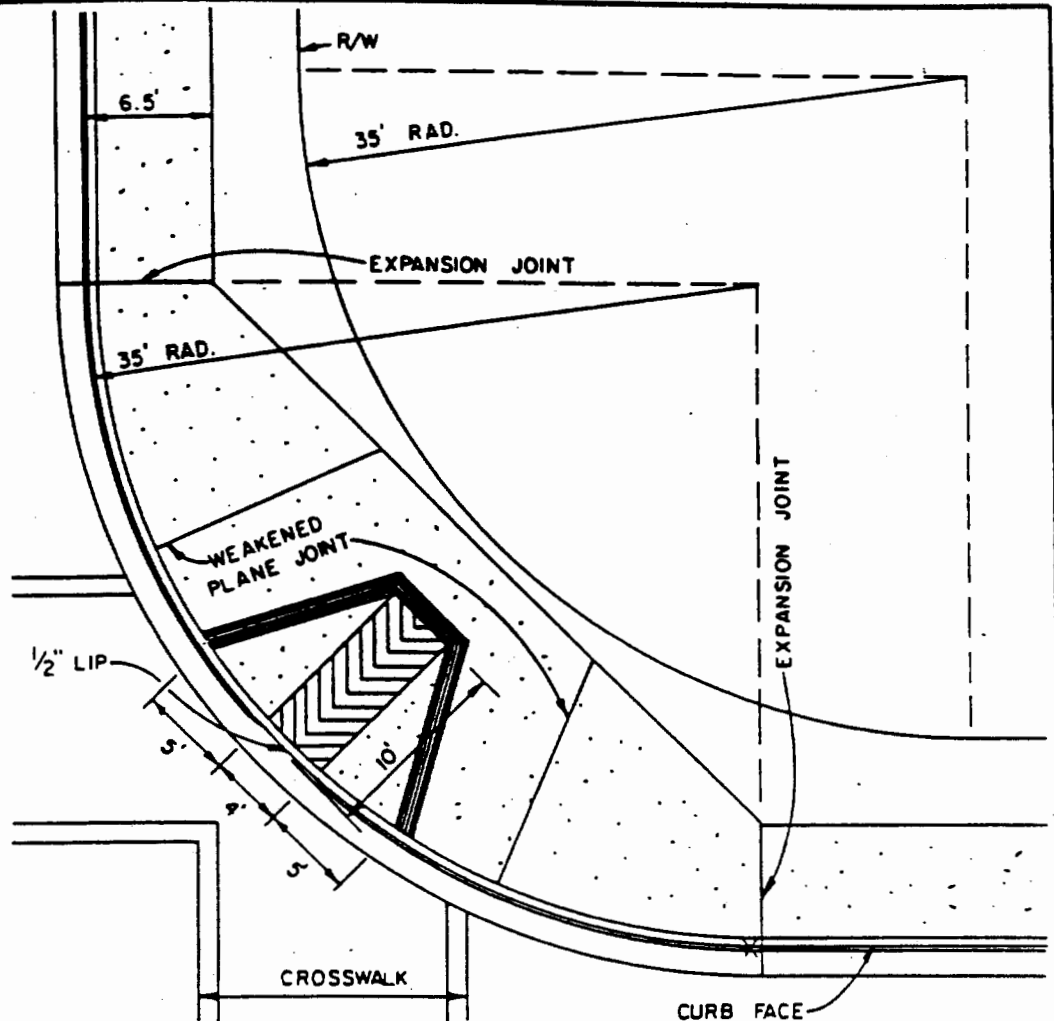 R/W
6.5'
35' RAD.
EXPANSION JOINT
35' RAD.
EXPANSION JOINT
WEAKENED
PLANE JOINT
1/2" LIP
10'
5'
4'
5'
CROSSWALK
CURB FACE